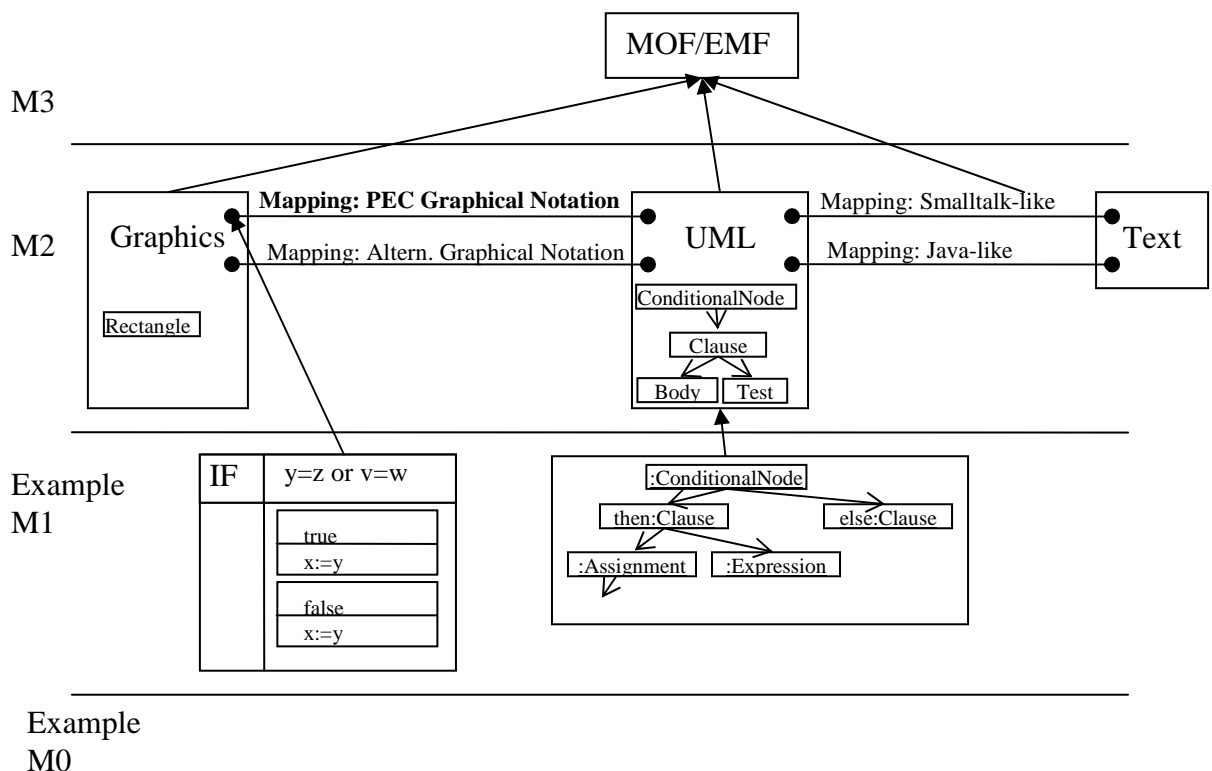 MOF/EMF
M3
Mapping: PEC Graphical Notation
Mapping: Smalltalk-like
M2
Graphics
UML
Text
Mapping: Altern. Graphical Notation
Mapping: Java-like
ConditionalNode
Rectangle
Clause
Body
Test
Example
M1
IF
y=z or v=w
true
x:=y
false
x:=y
:ConditionalNode
then:Clause
else:Clause
:Assignment
:Expression
Example
M0